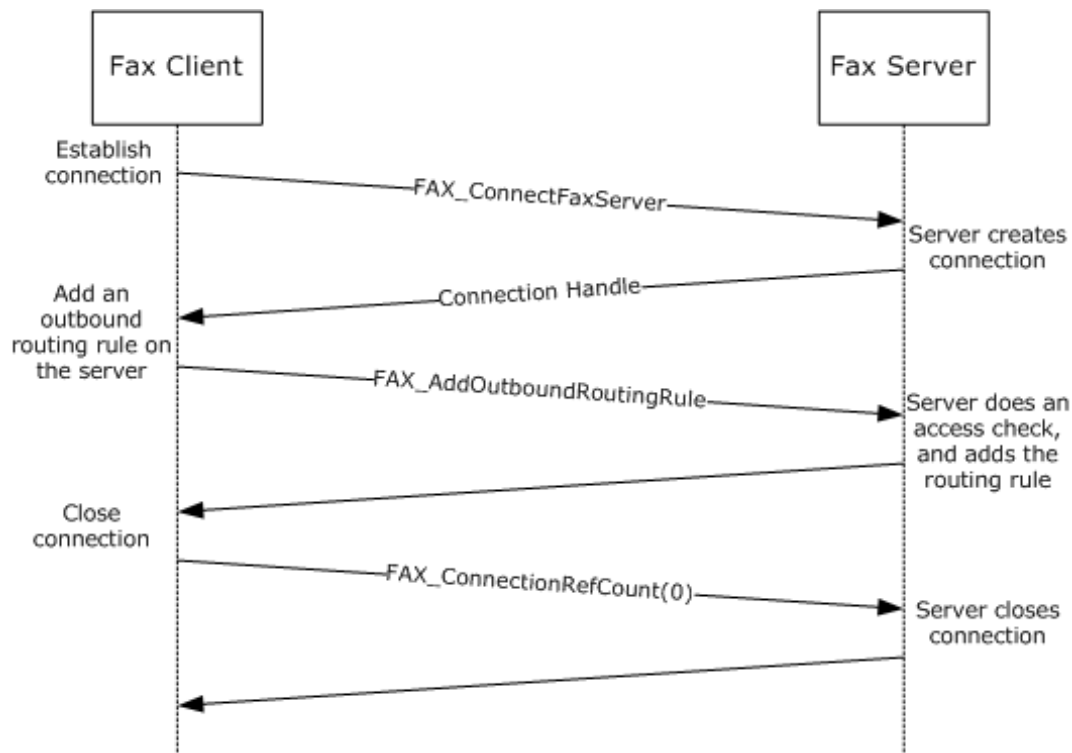 Fax Client
Fax Server
Establish
connection
FAX_ConnectFaxServer
Server creates
connection
Connection Handle
Add an
outbound
routing rule on
the server
FAX_AddOutboundRoutingRule
Server does an
access check,
and adds the
routing rule
Close
connection
FAX_ConnectionRefCount(0)
Server closes
connection